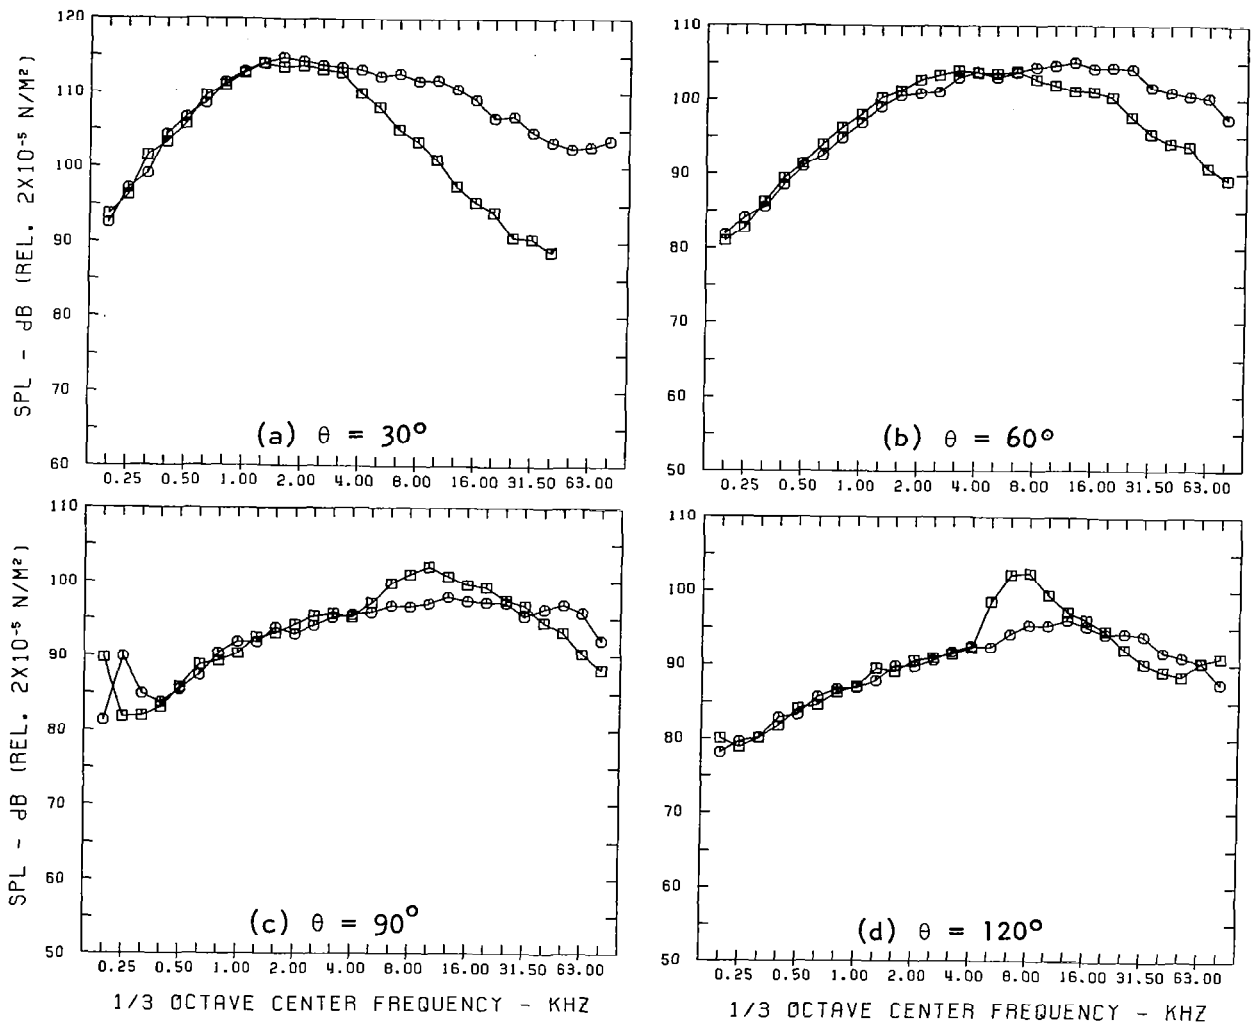 SPL - dB (REL. 2X10⁻⁵ N/M²)
120
110
100
90
80
70
60
(a) θ = 30°
0.25 0.50 1.00 2.00 4.00 8.00 16.00 31.50 63.00
110
100
90
80
70
60
50
(b) θ = 60°
0.25 0.50 1.00 2.00 4.00 8.00 16.00 31.50 63.00
SPL - dB (REL. 2X10⁻⁵ N/M²)
110
100
90
80
70
60
50
(c) θ = 90°
0.25 0.50 1.00 2.00 4.00 8.00 16.00 31.50 63.00
1/3 OCTAVE CENTER FREQUENCY - KHZ
110
100
90
80
70
60
50
(d) θ = 120°
0.25 0.50 1.00 2.00 4.00 8.00 16.00 31.50 63.00
1/3 OCTAVE CENTER FREQUENCY - KHZ